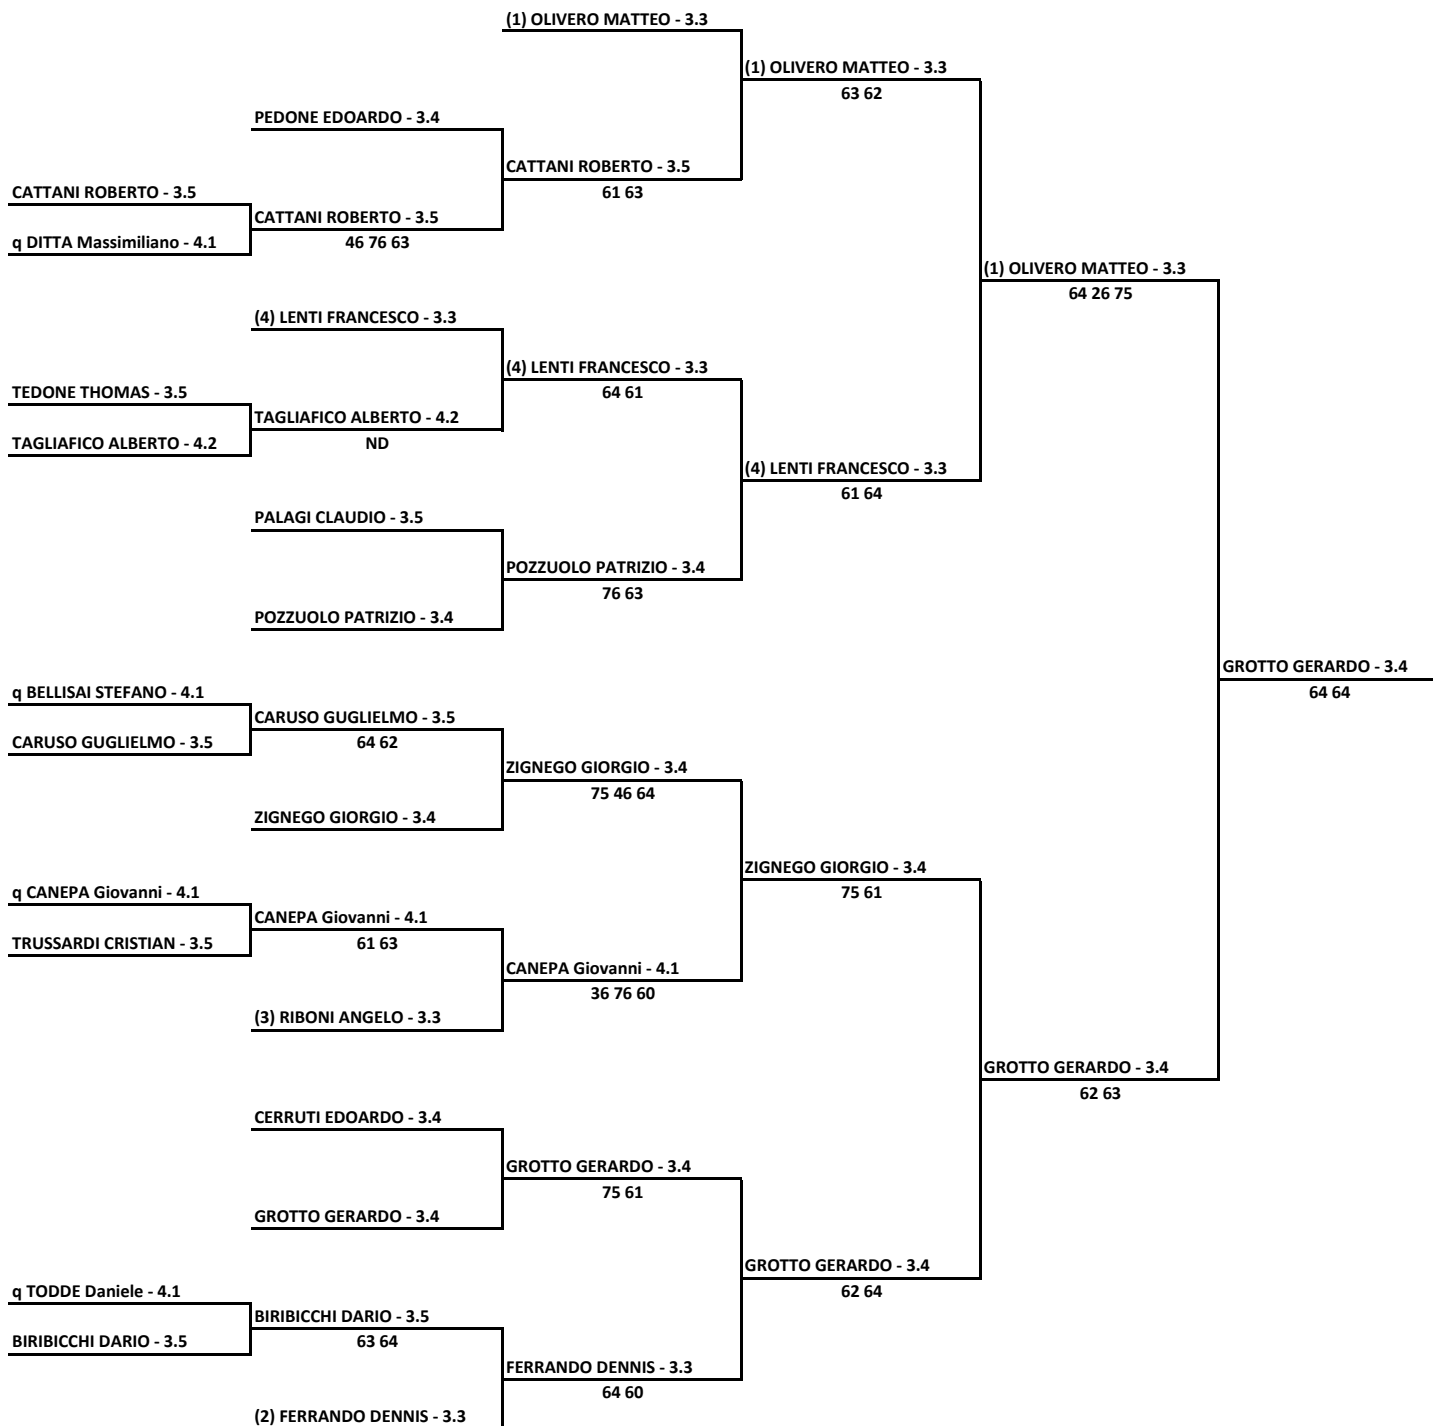 (1) OLIVERO MATTEO - 3.3
(1) OLIVERO MATTEO - 3.3
63 62
PEDONE EDOARDO - 3.4
CATTANI ROBERTO - 3.5
61 63
CATTANI ROBERTO - 3.5
CATTANI ROBERTO - 3.5
46 76 63
q DITTA Massimiliano - 4.1
(1) OLIVERO MATTEO - 3.3
64 26 75
(4) LENTI FRANCESCO - 3.3
(4) LENTI FRANCESCO - 3.3
64 61
TEDONE THOMAS - 3.5
TAGLIAFICO ALBERTO - 4.2
ND
TAGLIAFICO ALBERTO - 4.2
(4) LENTI FRANCESCO - 3.3
61 64
PALAGI CLAUDIO - 3.5
POZZUOLO PATRIZIO - 3.4
76 63
POZZUOLO PATRIZIO - 3.4
GROTTO GERARDO - 3.4
64 64
q BELLISAI STEFANO - 4.1
CARUSO GUGLIELMO - 3.5
64 62
CARUSO GUGLIELMO - 3.5
ZIGNEGO GIORGIO - 3.4
75 46 64
ZIGNEGO GIORGIO - 3.4
ZIGNEGO GIORGIO - 3.4
75 61
q CANEPA Giovanni - 4.1
CANEPA Giovanni - 4.1
61 63
TRUSSARDI CRISTIAN - 3.5
CANEPA Giovanni - 4.1
36 76 60
(3) RIBONI ANGELO - 3.3
GROTTO GERARDO - 3.4
62 63
CERRUTI EDOARDO - 3.4
GROTTO GERARDO - 3.4
75 61
GROTTO GERARDO - 3.4
GROTTO GERARDO - 3.4
62 64
q TODDE Daniele - 4.1
BIRIBICCHI DARIO - 3.5
63 64
BIRIBICCHI DARIO - 3.5
FERRANDO DENNIS - 3.3
64 60
(2) FERRANDO DENNIS - 3.3